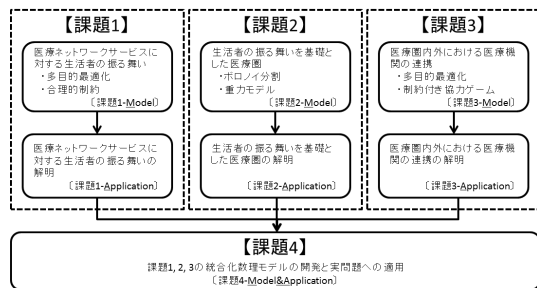 【課題1】
医療ネットワークサービスに
対する生活者の振る舞い
・多目的最適化
・合理的制約
〔課題1-Model〕
医療ネットワークサービスに
対する生活者の振る舞いの
解明
〔課題1-Application〕
【課題2】
生活者の振る舞いを基礎と
した医療圏
・ボロノイ分割
・重力モデル
〔課題2-Model〕
生活者の振る舞いを基礎と
した医療圏の解明
〔課題2-Application〕
【課題3】
医療圏内外における医療機
関の連携
・多目的最適化
・制約付き協力ゲーム
〔課題3-Model〕
医療圏内外における医療機
関の連携の解明
〔課題3-Application〕
【課題4】
課題1, 2, 3の統合化数理モデルの開発と実問題への適用
〔課題4-Model&Application〕